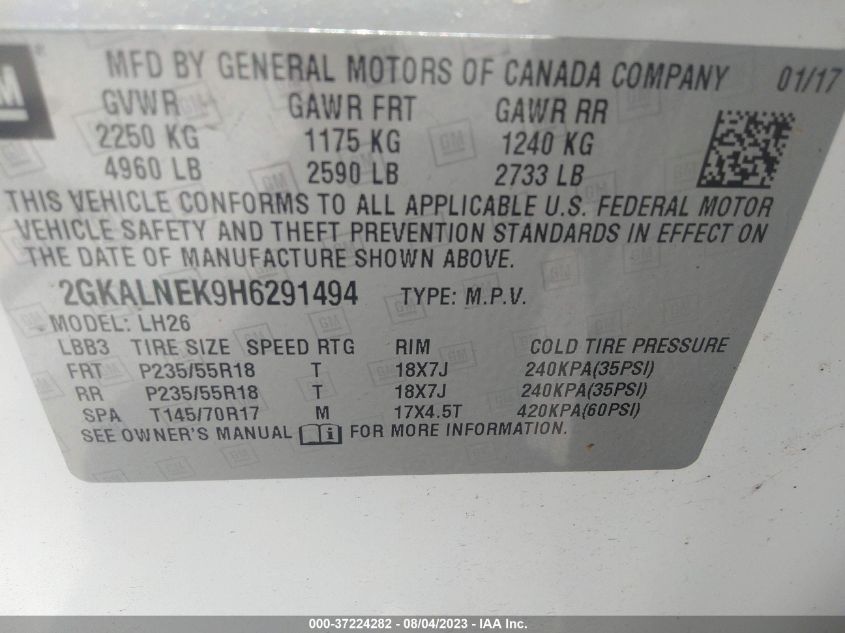 GM
MFD BY GENERAL MOTORS OF CANADA COMPANY 01/17
GVWR GAWR FRT GAWR RR
2250 KG 1175 KG 1240 KG
4960 LB 2590 LB 2733 LB
THIS VEHICLE CONFORMS TO ALL APPLICABLE U.S. FEDERAL MOTOR
VEHICLE SAFETY AND THEFT PREVENTION STANDARDS IN EFFECT ON
THE DATE OF MANUFACTURE SHOWN ABOVE.
2GKALNEK9H6291494 TYPE: M.P.V.
MODEL: LH26
LBB3 TIRE SIZE SPEED RTG RIM COLD TIRE PRESSURE
FRT P235/55R18 T 18X7J 240KPA(35PSI)
RR P235/55R18 T 18X7J 240KPA(35PSI)
SPA T145/70R17 M 17X4.5T 420KPA(60PSI)
SEE OWNER'S MANUAL i FOR MORE INFORMATION.
000-37224282 - 08/04/2023 - © IAA, Inc.